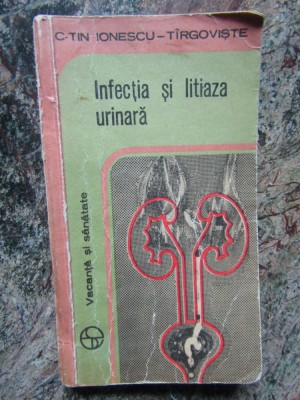 C-TIN IONESCU-TÎRGOVIȘTE
Infecția și litiaza
urinară
Vacanță și sănătate